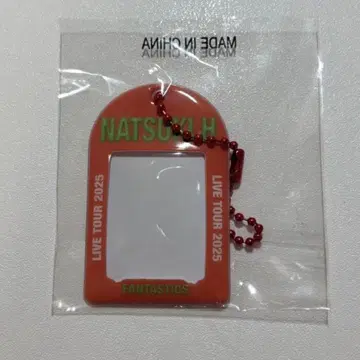 MADE IN CHINA
NATSUKI.H
LIVE TOUR 2025
LIVE TOUR 2025
FANTASTICS